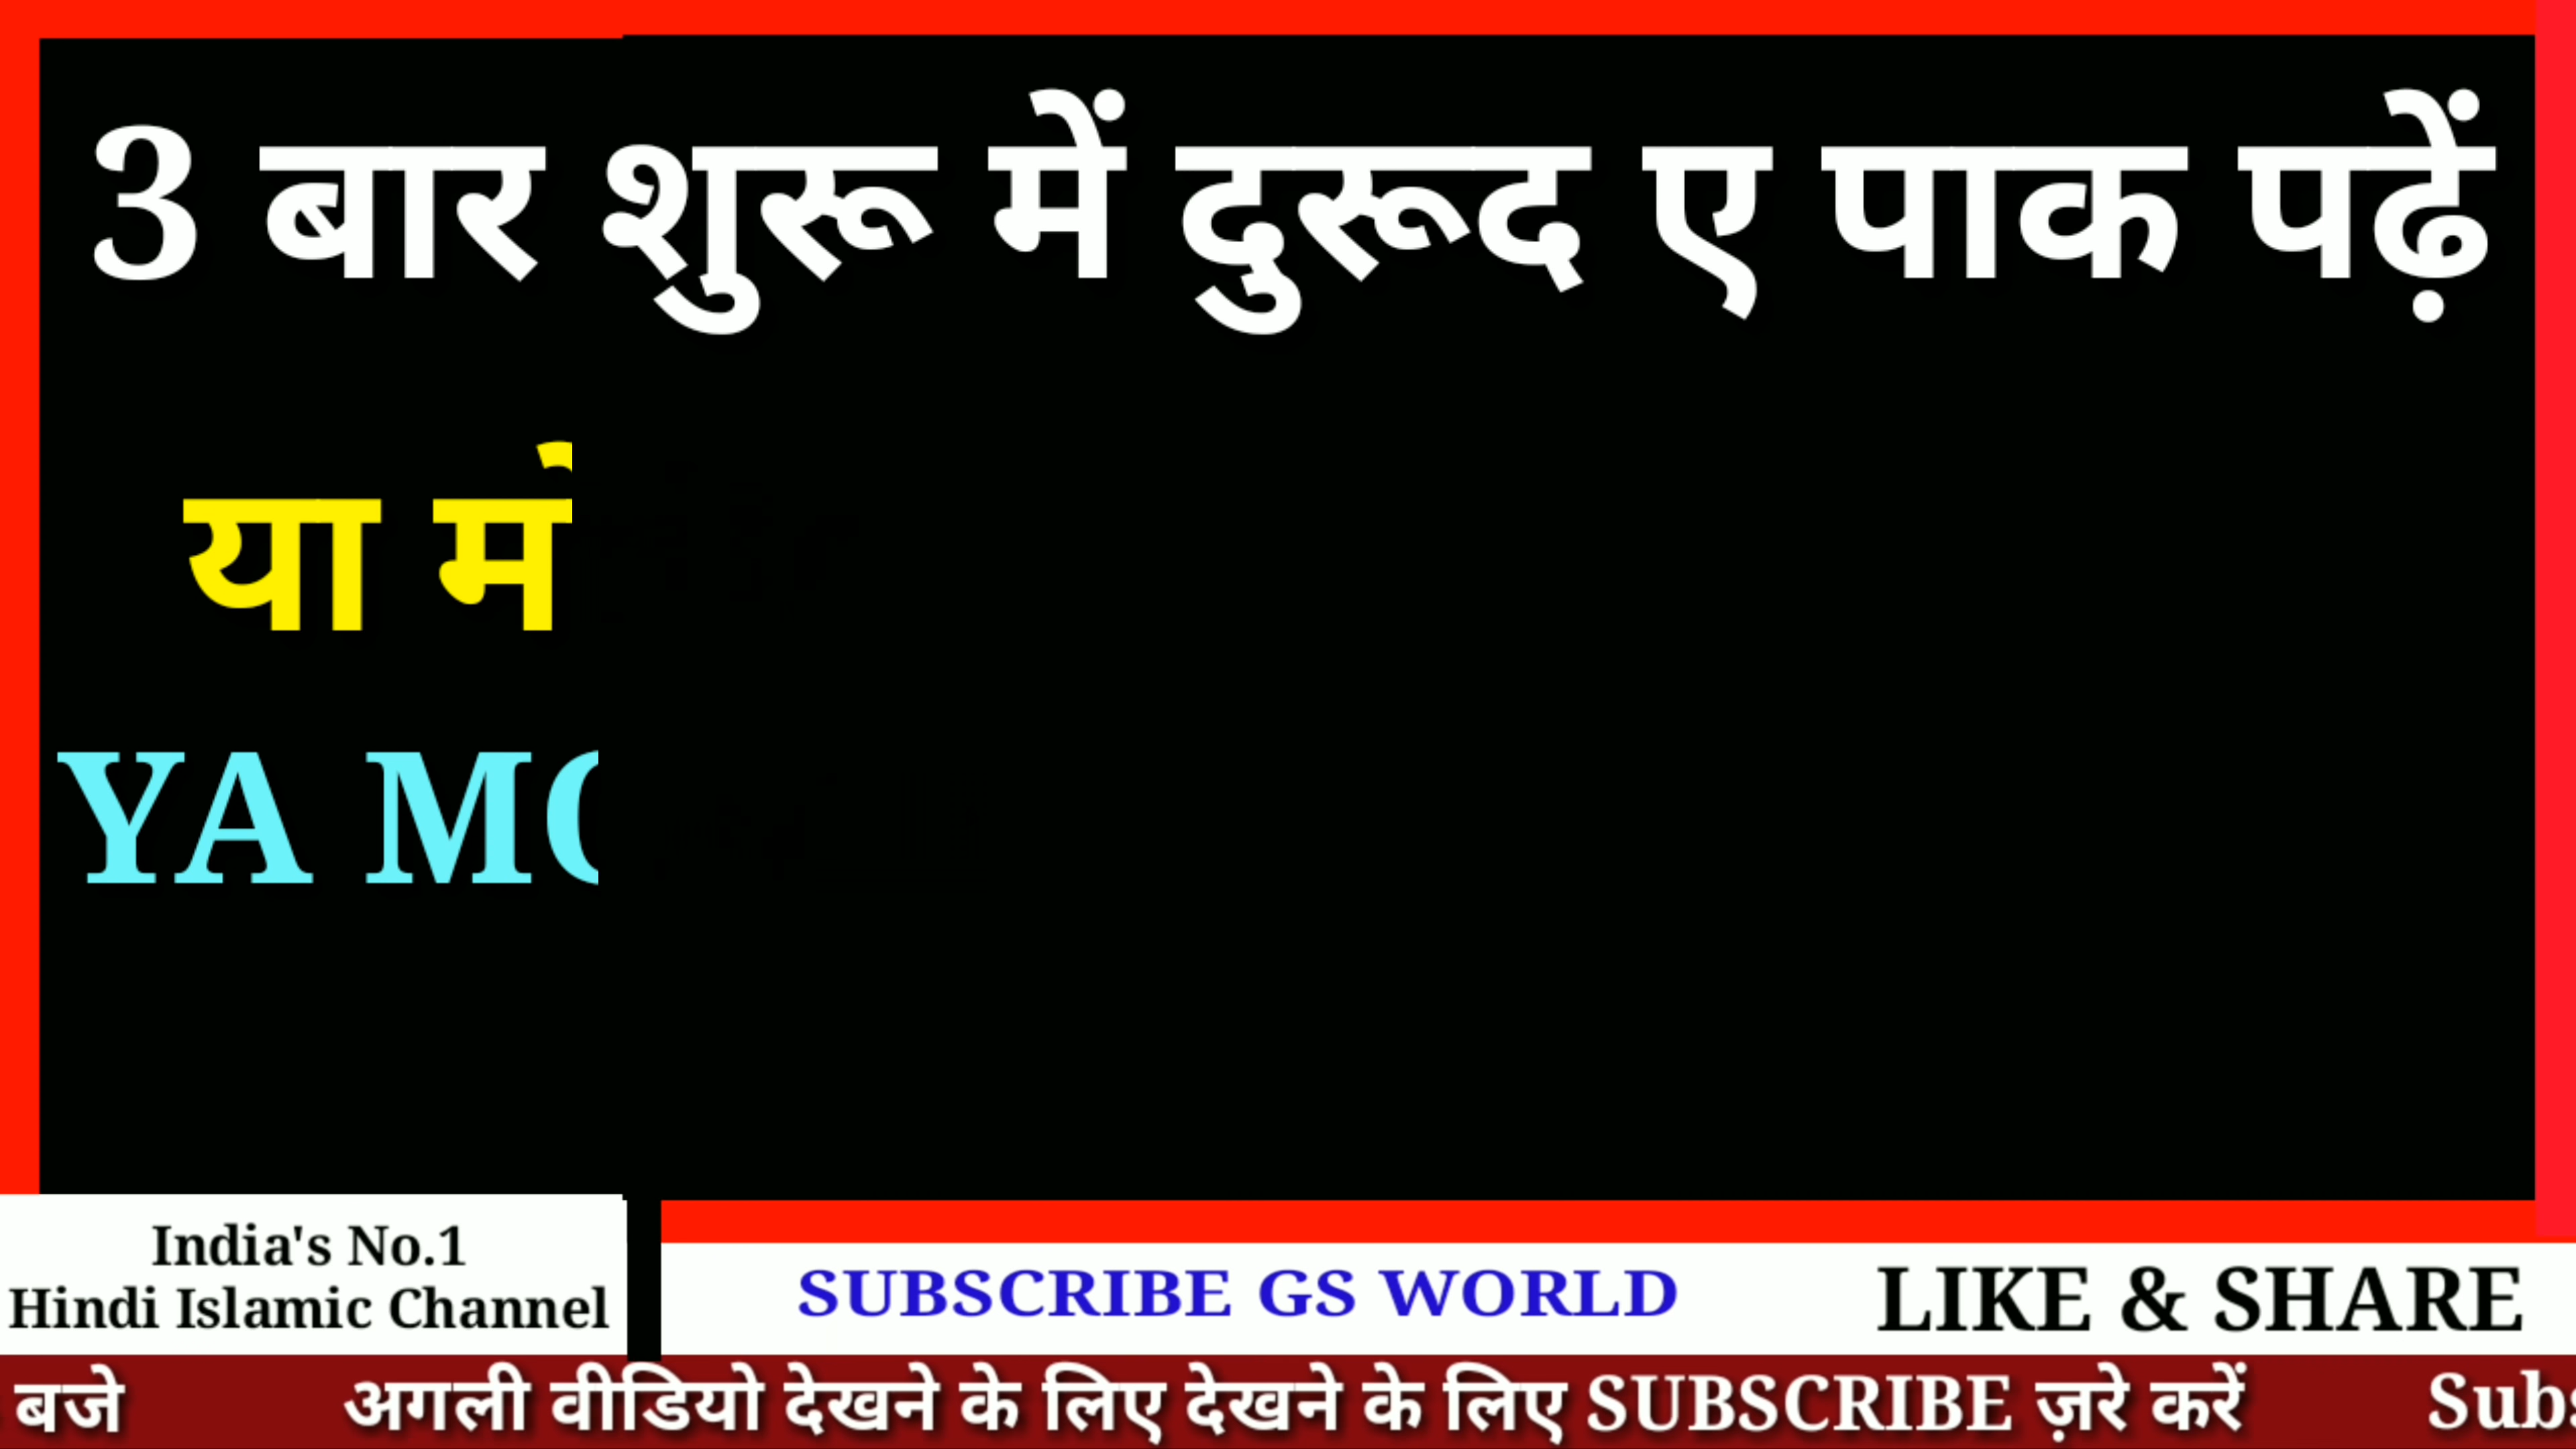 3 बार शुरू में दुरूद ए पाक पढ़ें
या
YA
India's No.1
Hindi Islamic Channel
SUBSCRIBE GS WORLD
LIKE & SHARE
बजे अगली वीडियो देखने के लिए देखने के लिए SUBSCRIBE ज़रे करें